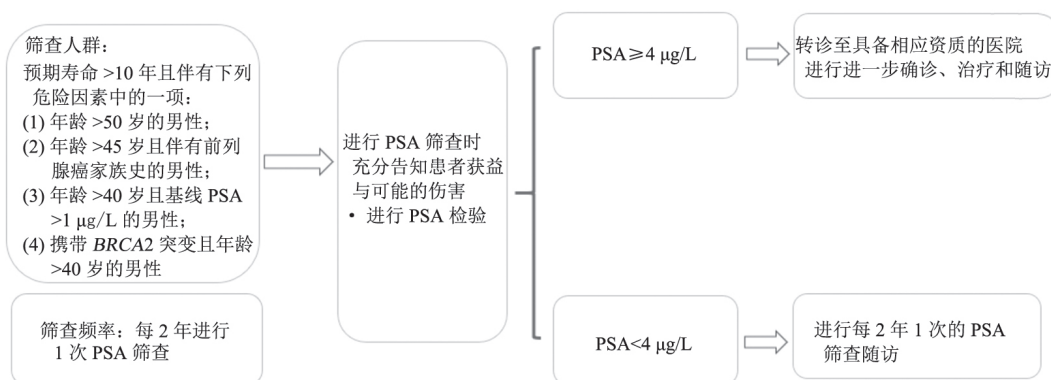 筛查人群：
预期寿命 >10 年且伴有下列
危险因素中的一项：
(1) 年龄 >50 岁的男性；
(2) 年龄 >45 岁且伴有前列
腺癌家族史的男性；
(3) 年龄 >40 岁且基线 PSA
>1 μg/L 的男性；
(4) 携带 BRCA2 突变且年龄
>40 岁的男性
筛查频率：每 2 年进行
1 次 PSA 筛查
进行 PSA 筛查时
充分告知患者获益
与可能的伤害
• 进行 PSA 检验
PSA≥4 μg/L
转诊至具备相应资质的医院
进行进一步确诊、治疗和随访
PSA<4 μg/L
进行每 2 年 1 次的 PSA
筛查随访